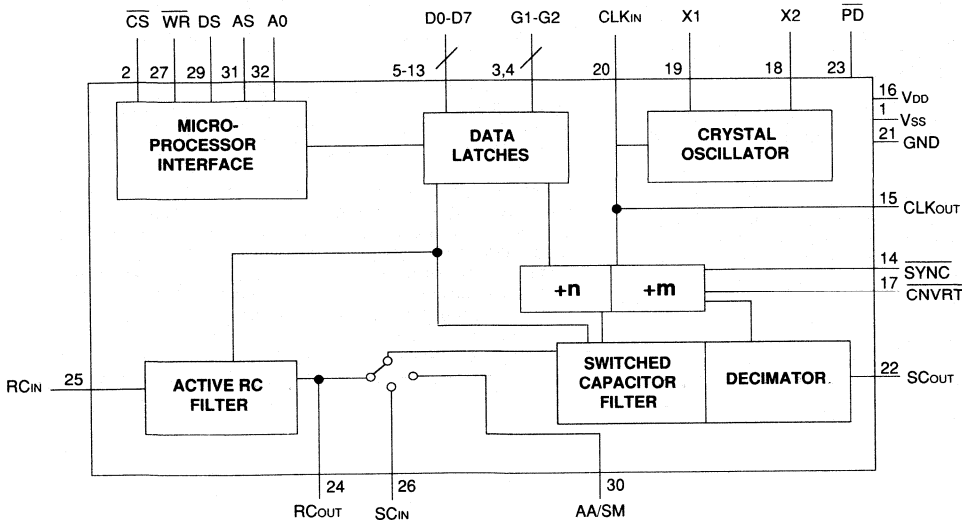 CS WR DS AS A0 D0-D7 G1-G2 CLKIN X1 X2 PD
2 27 29 31 32 5-13 3,4 20 19 18 23
16 VDD
1 VSS
21 GND
MICRO-
PROCESSOR
INTERFACE
DATA
LATCHES
CRYSTAL
OSCILLATOR
15 CLKOUT
14 SYNC
17 CNVRT
+n +m
RCIN 25
ACTIVE RC
FILTER
SWITCHED
CAPACITOR
FILTER
DECIMATOR
22 SCOUT
24 26 30
RCOUT SCIN AA/SM